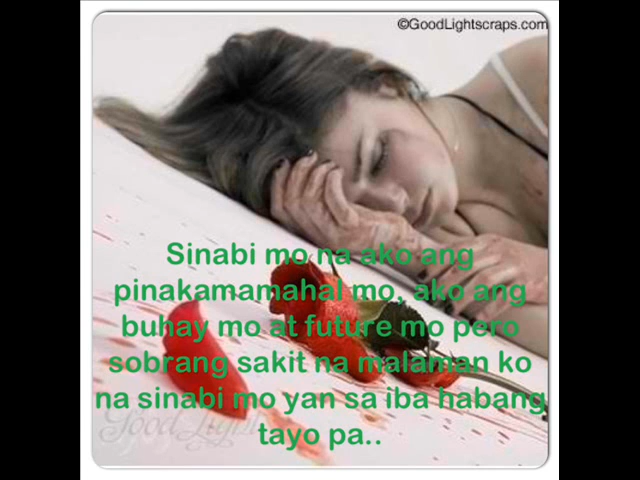 ©GoodLightscraps.com
Sinabi mo na ako ang
pinakamamahal mo, ako ang
buhay mo at future mo pero
sobrang sakit na malaman ko
na sinabi mo yan sa iba habang
tayo pa..